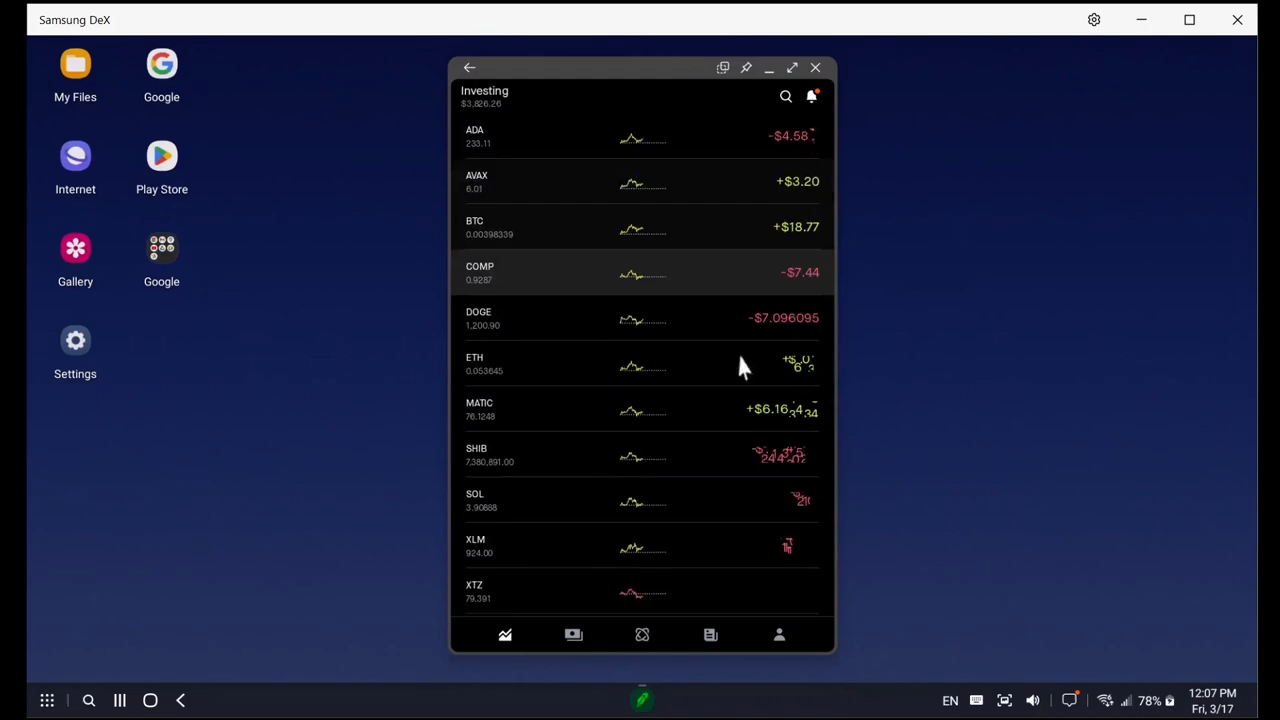 Samsung DeX
My Files
Google
Internet
Play Store
Gallery
Google
Settings
Investing
$3,826.26
ADA
233.11
-$4.58
AVAX
6.01
+$3.20
BTC
0.00398339
+$18.77
COMP
0.9287
-$7.44
DOGE
1,200.90
-$7.096095
ETH
0.053645
MATIC
76.1248
SHIB
7,380,891.00
SOL
3.90888
XLM
924.00
XTZ
79.391
EN
78%
12:07 PM
Fri, 3/17